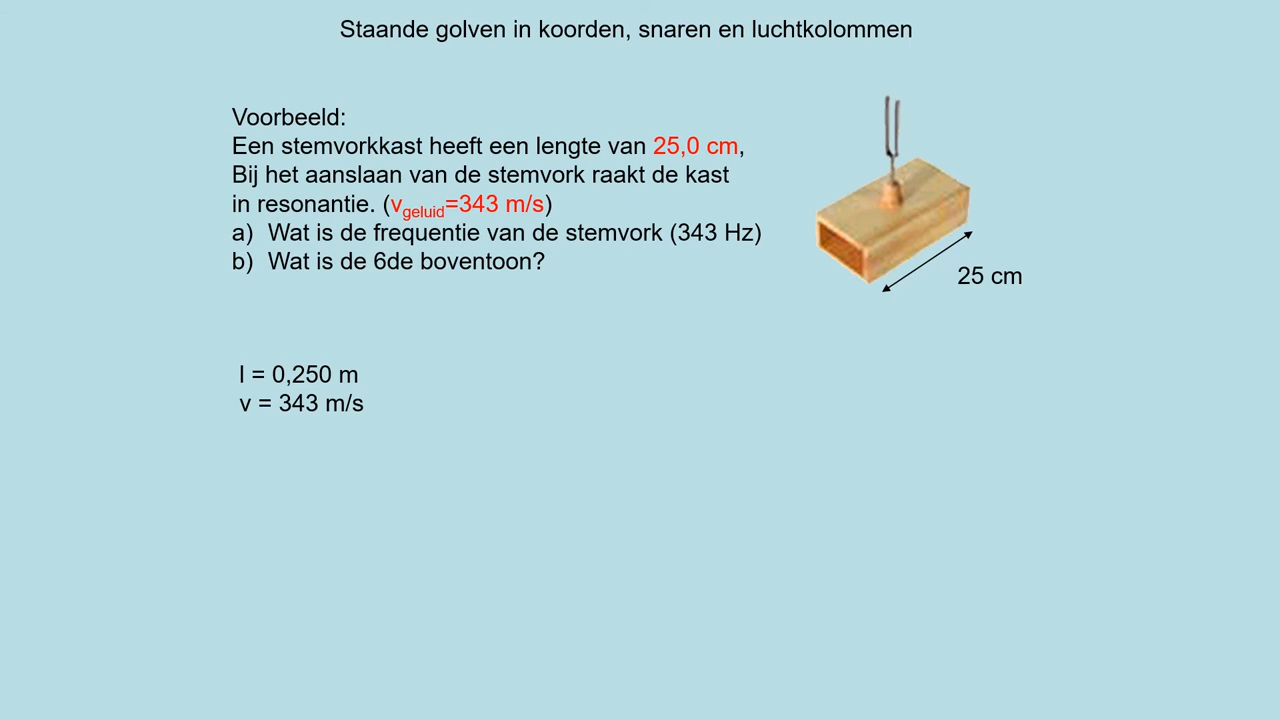 Staande golven in koorden, snaren en luchtkolommen
Voorbeeld:
Een stemvorkkast heeft een lengte van 25,0 cm,
Bij het aanslaan van de stemvork raakt de kast
in resonantie. (vgeluid=343 m/s)
a) Wat is de frequentie van de stemvork (343 Hz)
b) Wat is de 6de boventoon?
25 cm
l = 0,250 m
v = 343 m/s